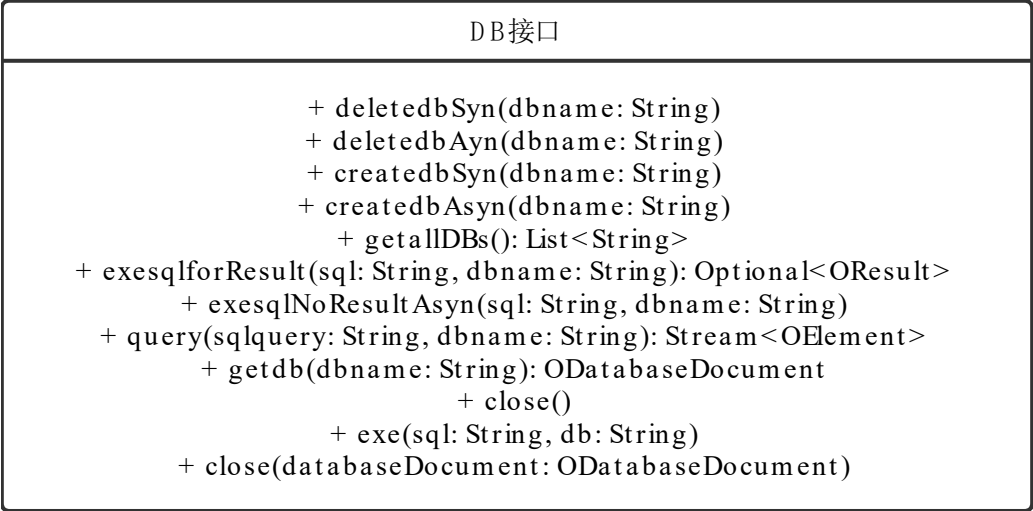 DB接口
+ deletedbSyn(dbname: String)
+ deletedbAyn(dbname: String)
+ createdbSyn(dbname: String)
+ createdbAsyn(dbname: String)
+ getallDBs(): List<String>
+ exesqlforResult(sql: String, dbname: String): Optional<OResult>
+ exesqlNoResultAsyn(sql: String, dbname: String)
+ query(sqlquery: String, dbname: String): Stream<OElement>
+ getdb(dbname: String): ODatabaseDocument
+ close()
+ exe(sql: String, db: String)
+ close(databaseDocument: ODatabaseDocument)